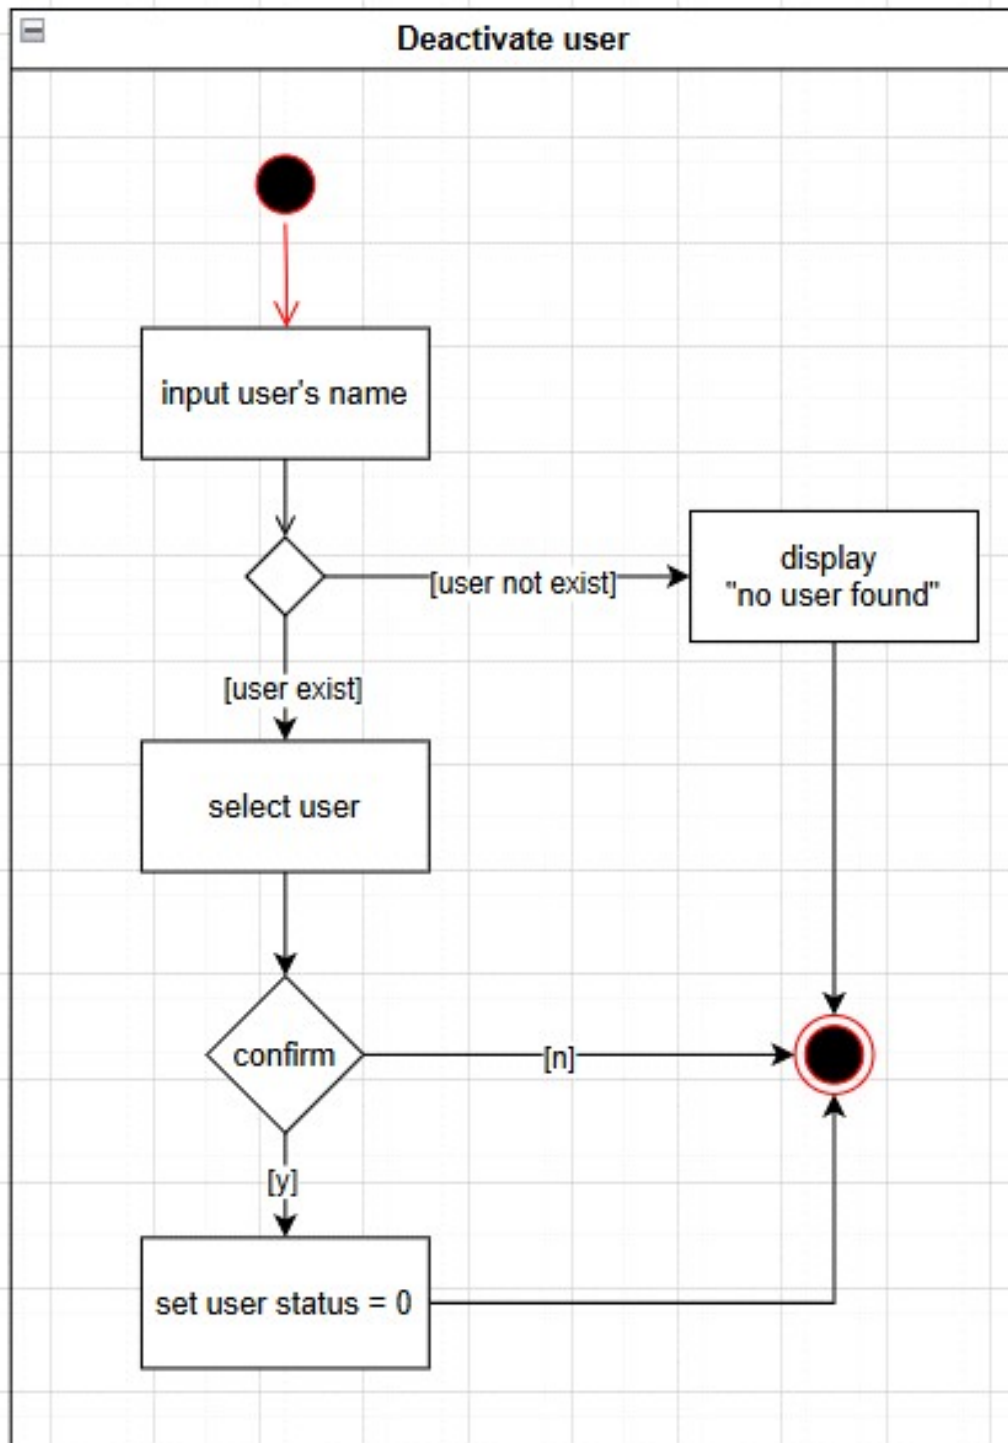 Deactivate user
input user's name
[user not exist]
display
"no user found"
[user exist]
select user
confirm
[n]
[y]
set user status = 0